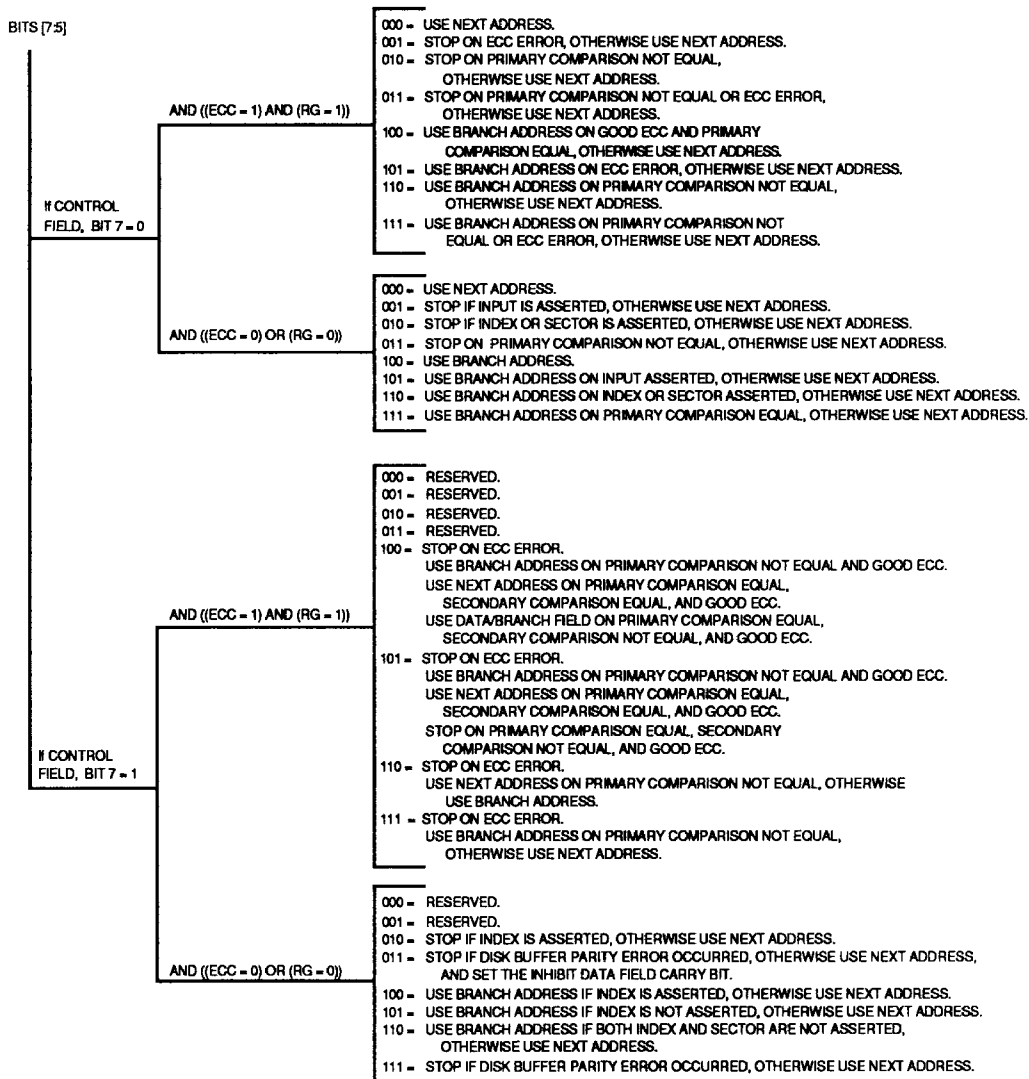 BITS [7:5]
000 = USE NEXT ADDRESS.
001 = STOP ON ECC ERROR, OTHERWISE USE NEXT ADDRESS.
010 = STOP ON PRIMARY COMPARISON NOT EQUAL,
OTHERWISE USE NEXT ADDRESS.
011 = STOP ON PRIMARY COMPARISON NOT EQUAL OR ECC ERROR,
OTHERWISE USE NEXT ADDRESS.
AND ((ECC = 1) AND (RG = 1))
100 = USE BRANCH ADDRESS ON GOOD ECC AND PRIMARY
COMPARISON EQUAL, OTHERWISE USE NEXT ADDRESS.
101 = USE BRANCH ADDRESS ON ECC ERROR, OTHERWISE USE NEXT ADDRESS.
110 = USE BRANCH ADDRESS ON PRIMARY COMPARISON NOT EQUAL,
OTHERWISE USE NEXT ADDRESS.
111 = USE BRANCH ADDRESS ON PRIMARY COMPARISON NOT
EQUAL OR ECC ERROR, OTHERWISE USE NEXT ADDRESS.
If CONTROL
FIELD, BIT 7 = 0
000 = USE NEXT ADDRESS.
001 = STOP IF INPUT IS ASSERTED, OTHERWISE USE NEXT ADDRESS.
010 = STOP IF INDEX OR SECTOR IS ASSERTED, OTHERWISE USE NEXT ADDRESS.
011 = STOP ON PRIMARY COMPARISON NOT EQUAL, OTHERWISE USE NEXT ADDRESS.
AND ((ECC = 0) OR (RG = 0))
100 = USE BRANCH ADDRESS.
101 = USE BRANCH ADDRESS ON INPUT ASSERTED, OTHERWISE USE NEXT ADDRESS.
110 = USE BRANCH ADDRESS ON INDEX OR SECTOR ASSERTED, OTHERWISE USE NEXT ADDRESS.
111 = USE BRANCH ADDRESS ON PRIMARY COMPARISON EQUAL, OTHERWISE USE NEXT ADDRESS.
000 = RESERVED.
001 = RESERVED.
010 = RESERVED.
011 = RESERVED.
100 = STOP ON ECC ERROR.
USE BRANCH ADDRESS ON PRIMARY COMPARISON NOT EQUAL AND GOOD ECC.
USE NEXT ADDRESS ON PRIMARY COMPARISON EQUAL,
SECONDARY COMPARISON EQUAL, AND GOOD ECC.
AND ((ECC = 1) AND (RG = 1))
USE DATA/BRANCH FIELD ON PRIMARY COMPARISON EQUAL,
SECONDARY COMPARISON NOT EQUAL, AND GOOD ECC.
101 = STOP ON ECC ERROR.
USE BRANCH ADDRESS ON PRIMARY COMPARISON NOT EQUAL AND GOOD ECC.
USE NEXT ADDRESS ON PRIMARY COMPARISON EQUAL,
SECONDARY COMPARISON EQUAL, AND GOOD ECC.
STOP ON PRIMARY COMPARISON EQUAL, SECONDARY
COMPARISON NOT EQUAL, AND GOOD ECC.
If CONTROL
FIELD, BIT 7 = 1
110 = STOP ON ECC ERROR.
USE NEXT ADDRESS ON PRIMARY COMPARISON NOT EQUAL, OTHERWISE
USE BRANCH ADDRESS.
111 = STOP ON ECC ERROR.
USE BRANCH ADDRESS ON PRIMARY COMPARISON NOT EQUAL,
OTHERWISE USE NEXT ADDRESS.
000 = RESERVED.
001 = RESERVED.
010 = STOP IF INDEX IS ASSERTED, OTHERWISE USE NEXT ADDRESS.
011 = STOP IF DISK BUFFER PARITY ERROR OCCURRED, OTHERWISE USE NEXT ADDRESS,
AND SET THE INHIBIT DATA FIELD CARRY BIT.
AND ((ECC = 0) OR (RG = 0))
100 = USE BRANCH ADDRESS IF INDEX IS ASSERTED, OTHERWISE USE NEXT ADDRESS.
101 = USE BRANCH ADDRESS IF INDEX IS NOT ASSERTED, OTHERWISE USE NEXT ADDRESS.
110 = USE BRANCH ADDRESS IF BOTH INDEX AND SECTOR ARE NOT ASSERTED,
OTHERWISE USE NEXT ADDRESS.
111 = STOP IF DISK BUFFER PARITY ERROR OCCURRED, OTHERWISE USE NEXT ADDRESS.